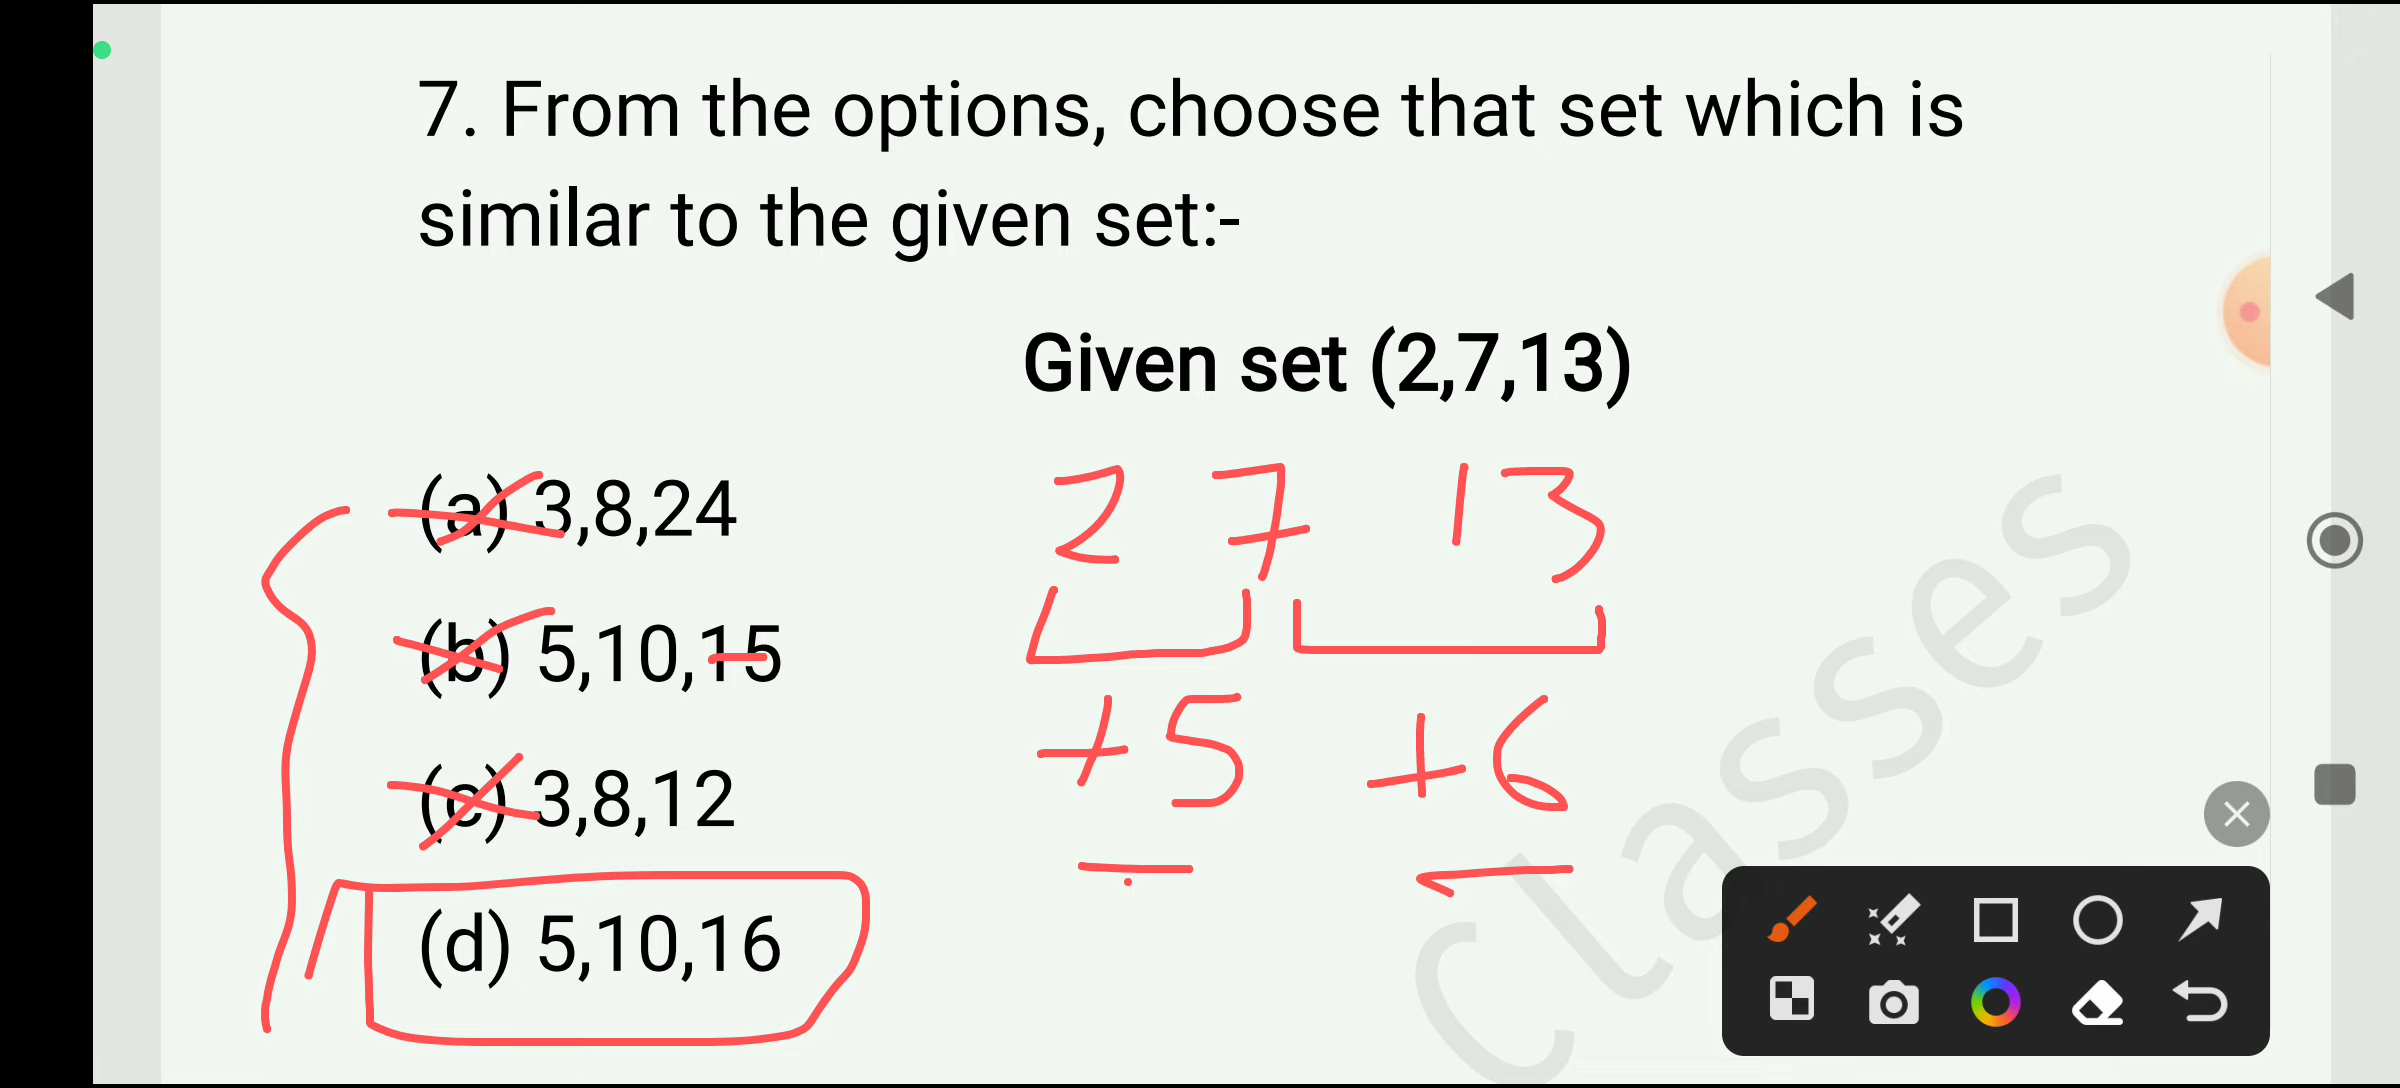 7. From the options, choose that set which is
similar to the given set:-
Given set (2,7,13)
(a) 3,8,24
2 7 13
(b) 5,10,15
+5 +6
(c) 3,8,12
(d) 5,10,16
Classes